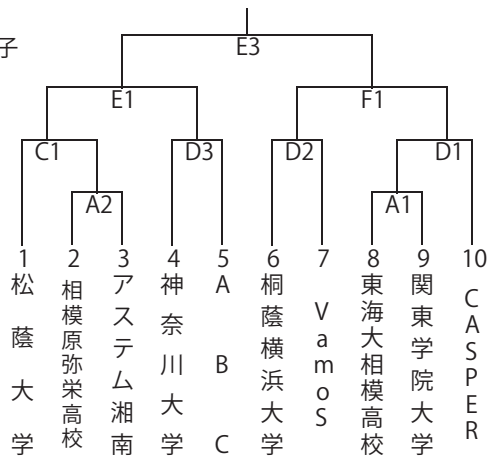 子
E3
E1
F1
C1
D3
D2
D1
A2
A1
1
2
3
4
5
6
7
8
9
10
松蔭大学
相模原弥栄高校
アステム湘南
神奈川大学
ABC
桐蔭横浜大学
VamoS
東海大相模高校
関東学院大学
CASPER